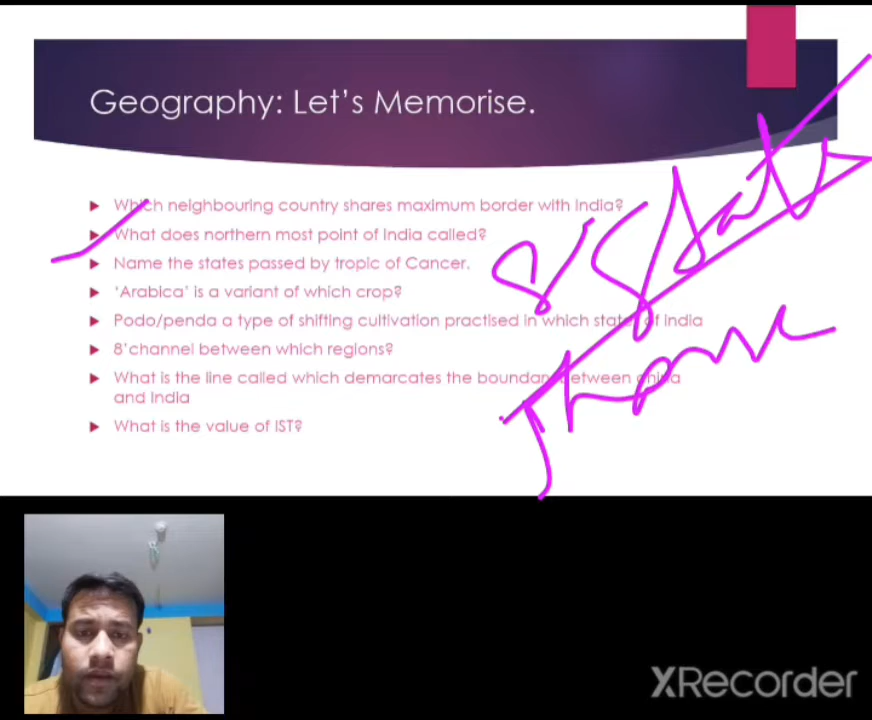 Geography: Let's Memorise.
Which neighbouring country shares maximum border with India?
What does northern most point of India called?
Name the states passed by tropic of Cancer.
'Arabica' is a variant of which crop?
Podo/penda a type of shifting cultivation practised in which state of India
8'channel between which regions?
What is the line called which demarcates the boundary between china
and India
What is the value of IST?
8 States
XRecorder